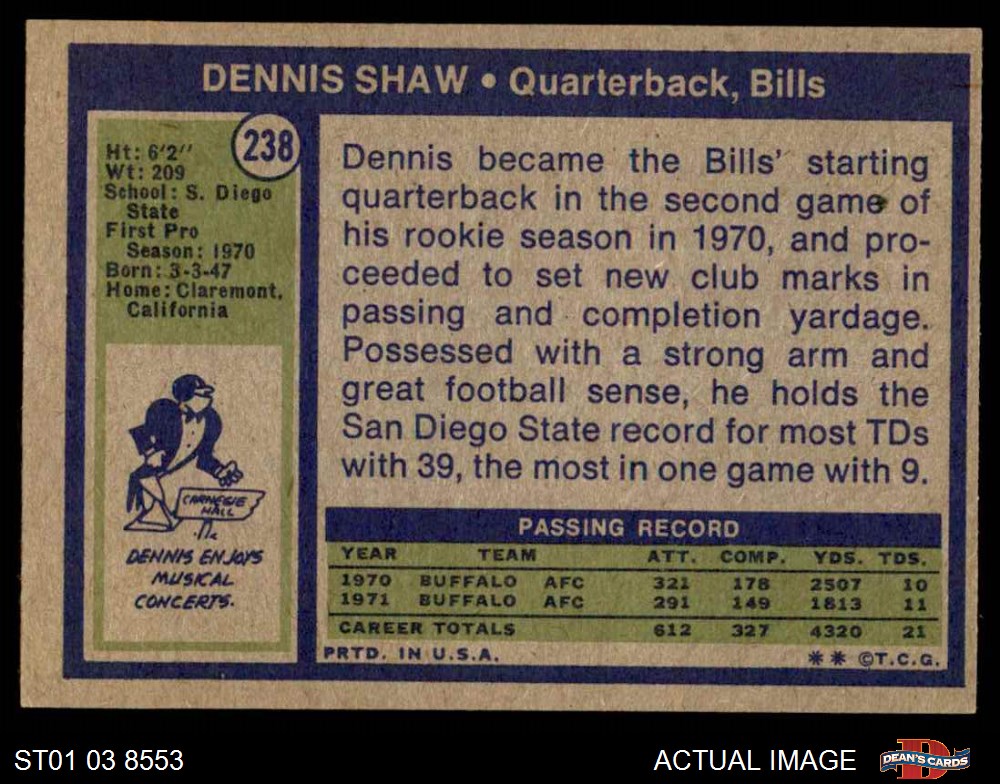 DENNIS SHAW • Quarterback, Bills
238
Ht: 6'2"
Wt: 209
School: S. Diego
State
First Pro
Season: 1970
Born: 3-3-47
Home: Claremont,
California
CARNEGIE
HALL
DENNIS ENJOYS
MUSICAL
CONCERTS.
Dennis became the Bills' starting
quarterback in the second game of
his rookie season in 1970, and pro-
ceeded to set new club marks in
passing and completion yardage.
Possessed with a strong arm and
great football sense, he holds the
San Diego State record for most TDs
with 39, the most in one game with 9.
PASSING RECORD
YEAR TEAM ATT. COMP. YDS. TDS.
1970 BUFFALO AFC 321 178 2507 10
1971 BUFFALO AFC 291 149 1813 11
CAREER TOTALS 612 327 4320 21
PRTD. IN U.S.A. ** ©T.C.G.
ST01 03 8553
ACTUAL IMAGE
D
DEAN'S CARDS